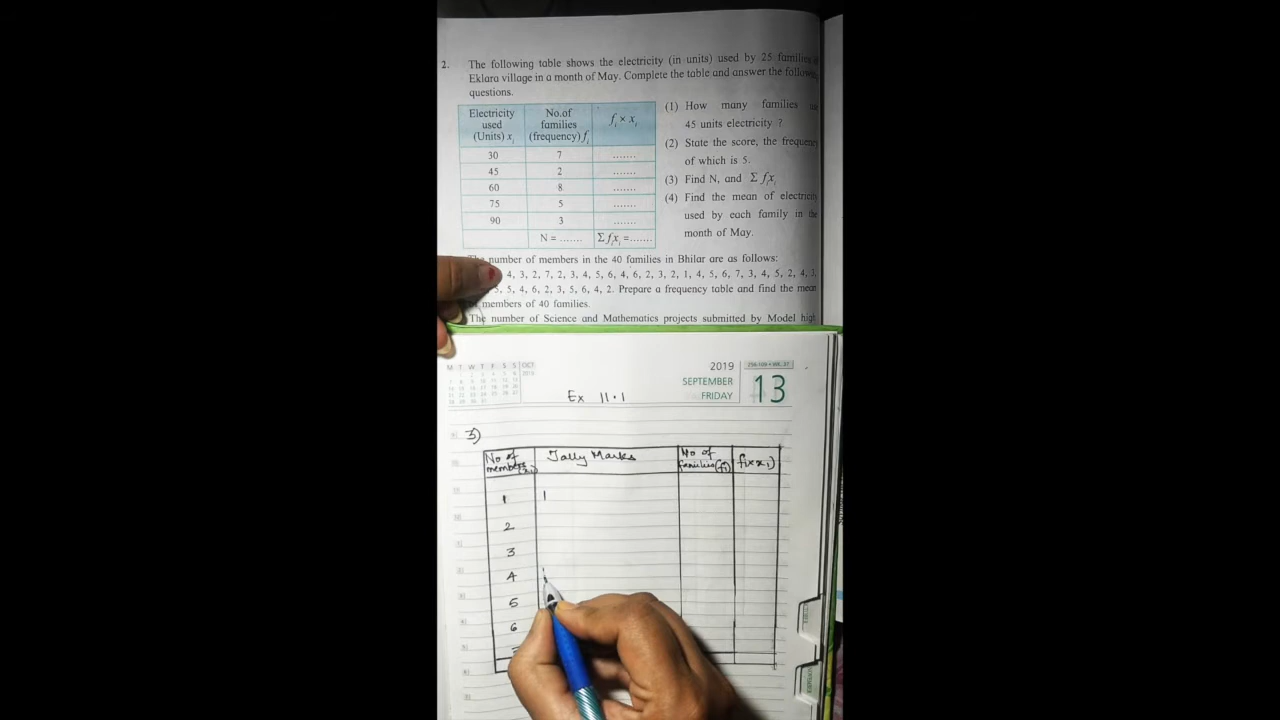 2. The following table shows the electricity (in units) used by 25 families
Eklara village in a month of May. Complete the table and answer the
questions.
Electricity used (Units) xi No.of families (frequency) fi fi × xi
30 7 .......
45 2 .......
60 8 .......
75 5 .......
90 3 .......
N = ....... Σ fixi =.......
(1) How many families
45 units electricity ?
(2) State the score, the
of which is 5.
(3) Find N, and Σ fixi
(4) Find the mean of
used by each family in the
month of May.
number of members in the 40 families in Bhilar are as follows:
4, 3, 2, 7, 2, 3, 4, 5, 6, 4, 6, 2, 3, 2, 1, 4, 5, 6, 7, 3, 4, 5, 2, 4, 3,
5, 5, 4, 6, 2, 3, 5, 6, 4, 2. Prepare a frequency table and find the mean
members of 40 families.
The number of Science and Mathematics projects submitted by Model high
M T W T F S S OCT
2019
2019
SEPTEMBER
FRIDAY
13
Ex 11.1
3)
No of members (xi) Tally Marks No of families (fi) fi × xi)
1 |
2
3
4
5
6